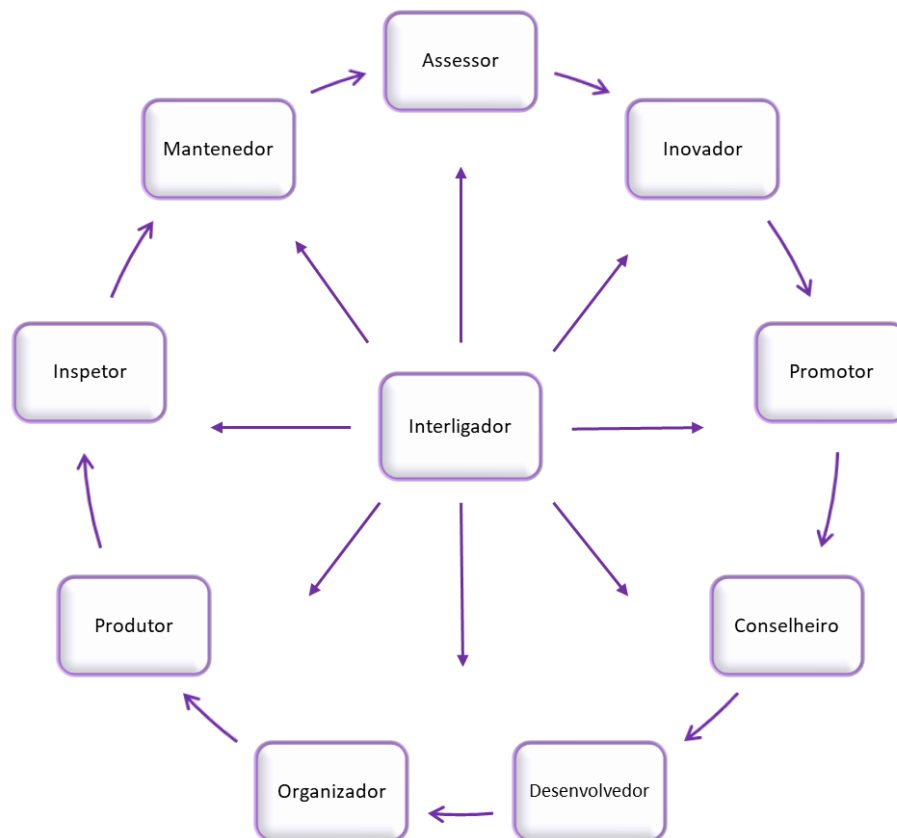 Assessor
Inovador
Promotor
Conselheiro
Desenvolvedor
Organizador
Produtor
Inspetor
Mantenedor
Interligador